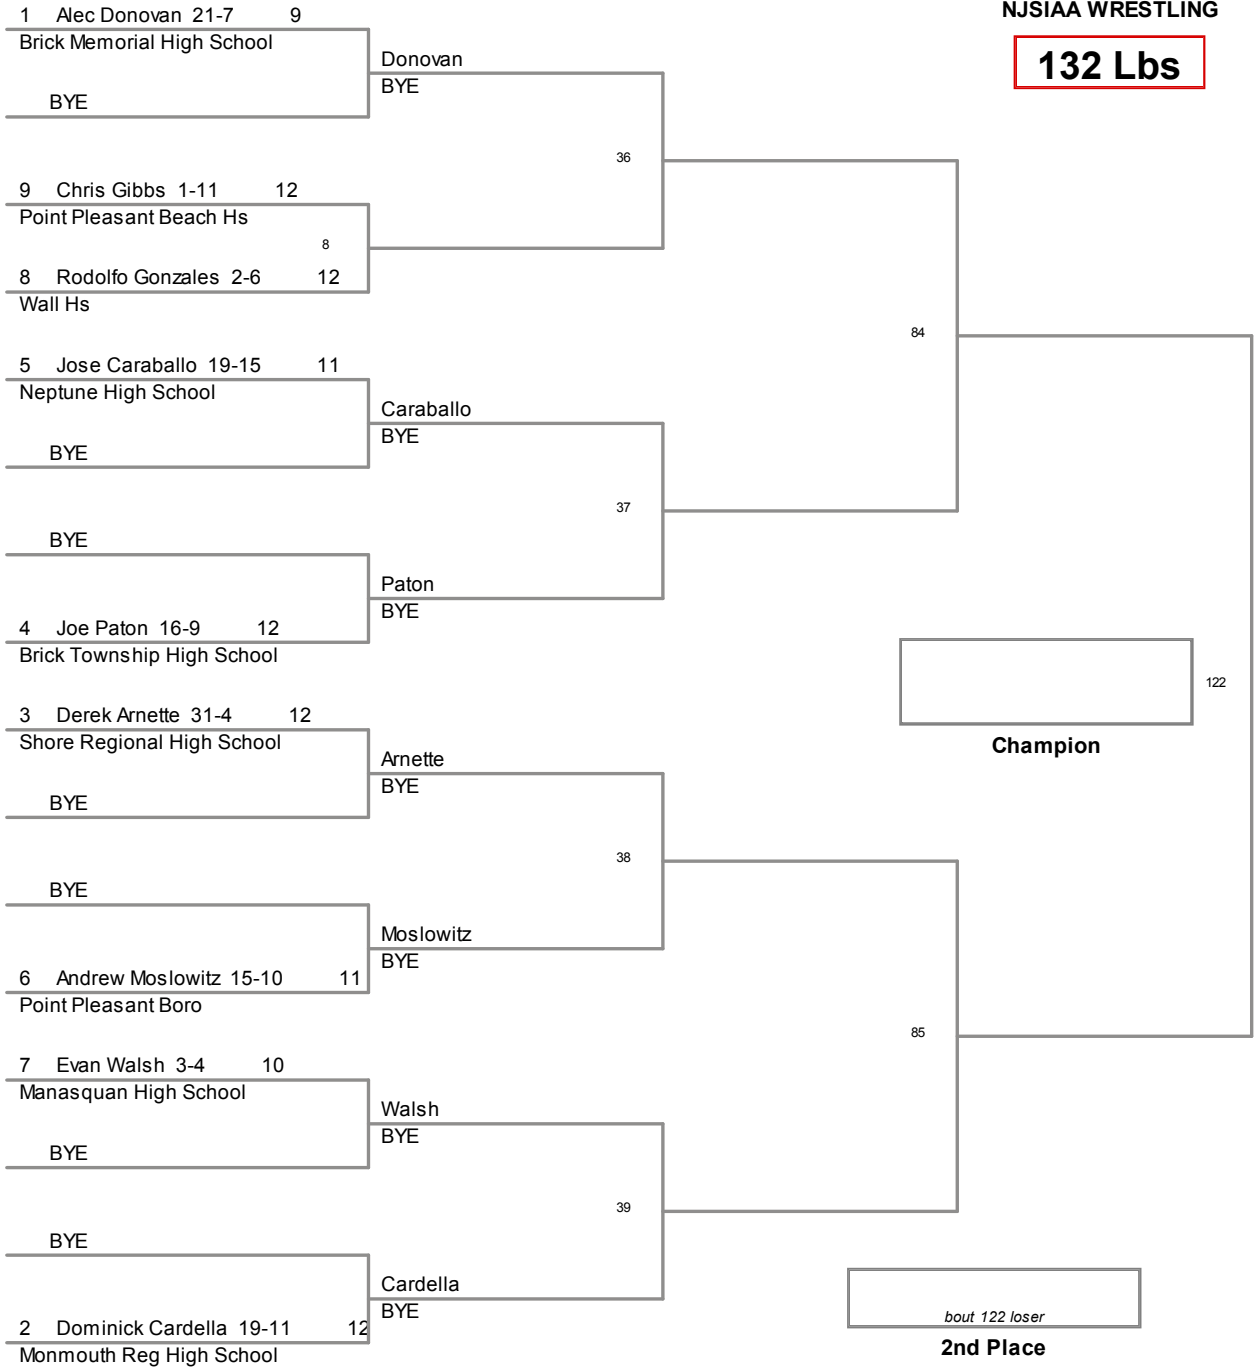 NJSIAA WRESTLING
132 Lbs
1 Alec Donovan 21-7 9
Brick Memorial High School
BYE
Donovan
BYE
36
9 Chris Gibbs 1-11 12
Point Pleasant Beach Hs
8
8 Rodolfo Gonzales 2-6 12
Wall Hs
84
5 Jose Caraballo 19-15 11
Neptune High School
BYE
Caraballo
BYE
37
BYE
Paton
BYE
4 Joe Paton 16-9 12
Brick Township High School
122
Champion
3 Derek Arnette 31-4 12
Shore Regional High School
BYE
Arnette
BYE
38
BYE
Moslowitz
BYE
6 Andrew Moslowitz 15-10 11
Point Pleasant Boro
85
7 Evan Walsh 3-4 10
Manasquan High School
BYE
Walsh
BYE
39
BYE
Cardella
BYE
2 Dominick Cardella 19-11 12
Monmouth Reg High School
bout 122 loser
2nd Place